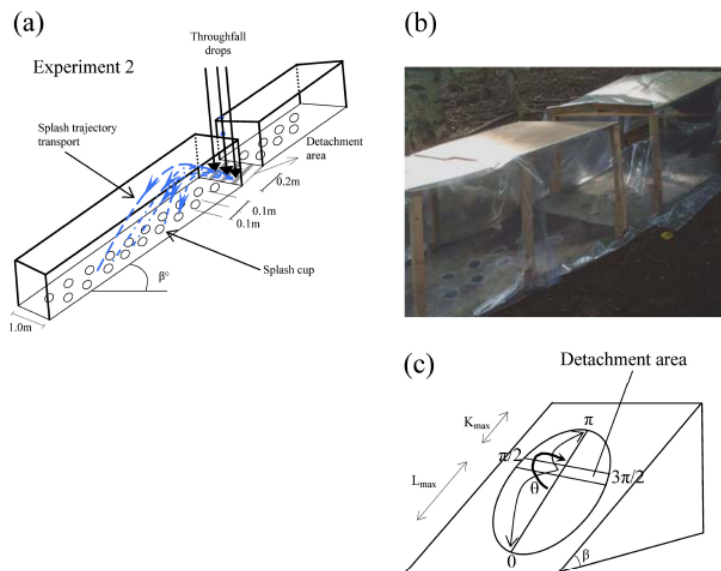 (a)
Experiment 2
Throughfall
drops
Splash trajectory
transport
Detachment
area
0.2m
0.1m
0.1m
Splash cup
β°
1.0m
(b)
(c)
Detachment area
Kmax
π
π/2
Lmax
θ
3π/2
0
β